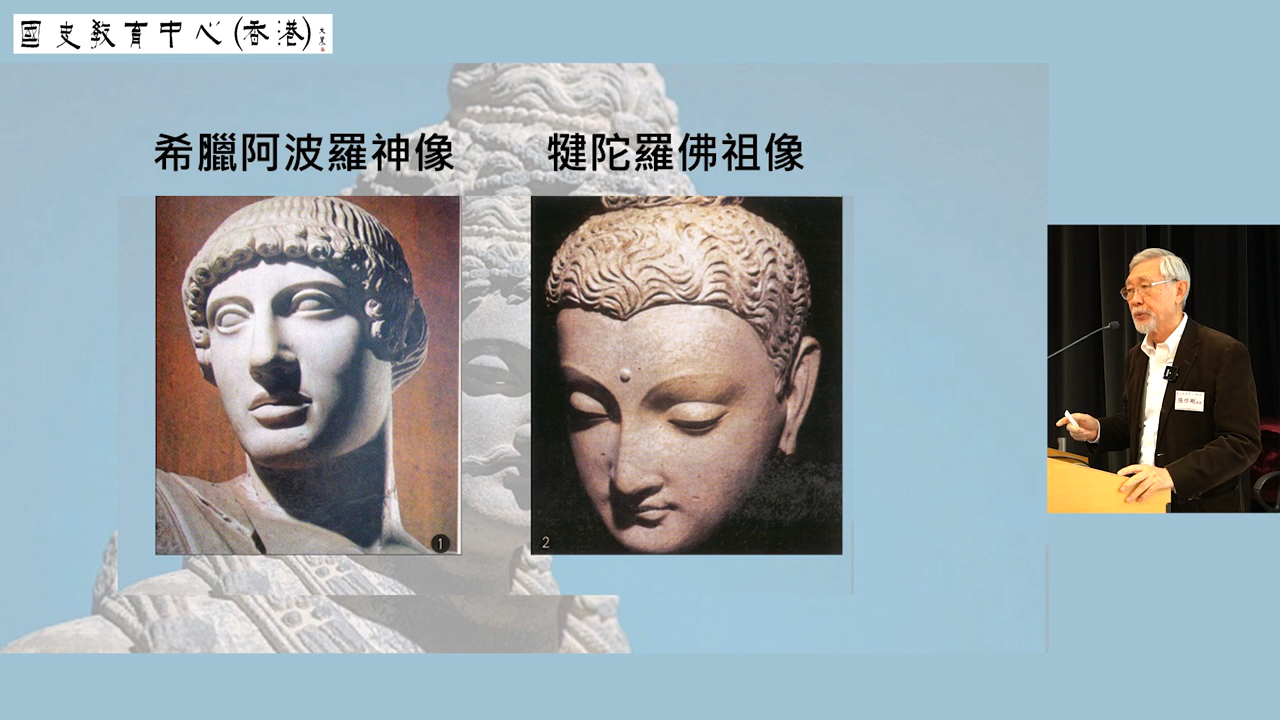 國史教育中心(香港)
希臘阿波羅神像
犍陀羅佛祖像
1
2